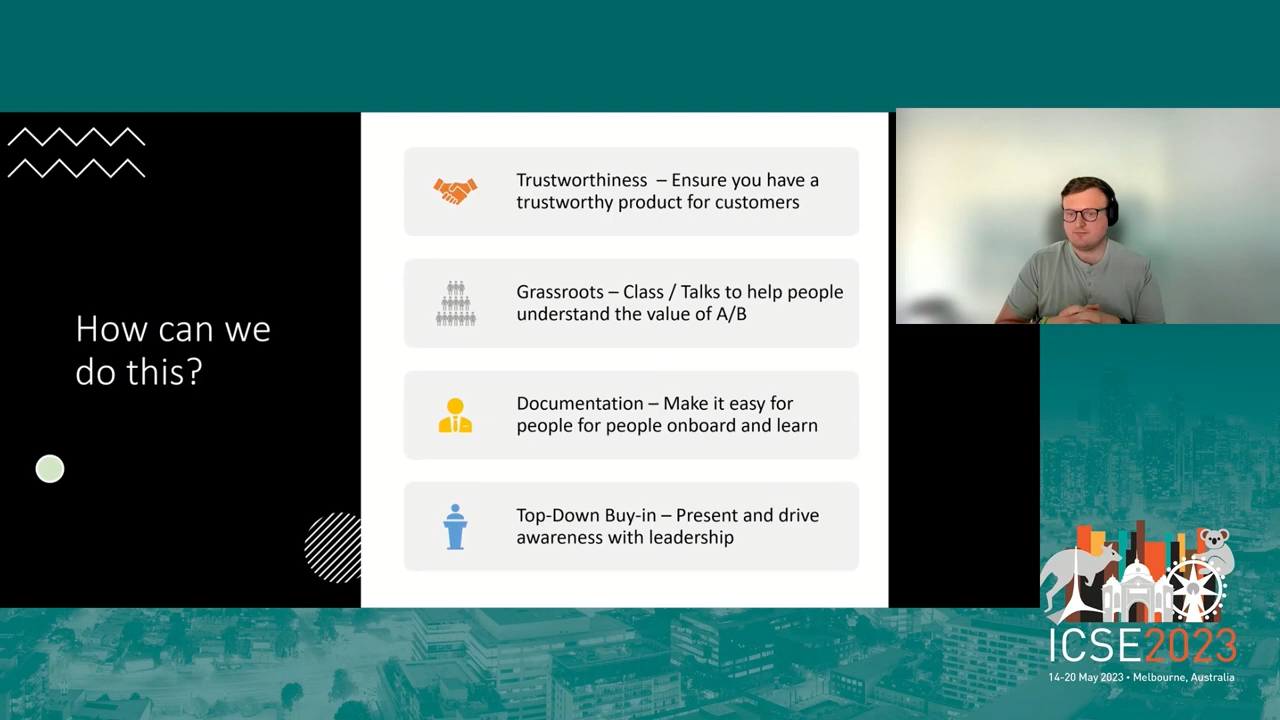 How can we
do this?
Trustworthiness – Ensure you have a
trustworthy product for customers
Grassroots – Class / Talks to help people
understand the value of A/B
Documentation – Make it easy for
people for people onboard and learn
Top-Down Buy-in – Present and drive
awareness with leadership
ICSE2023
14-20 May 2023 • Melbourne, Australia